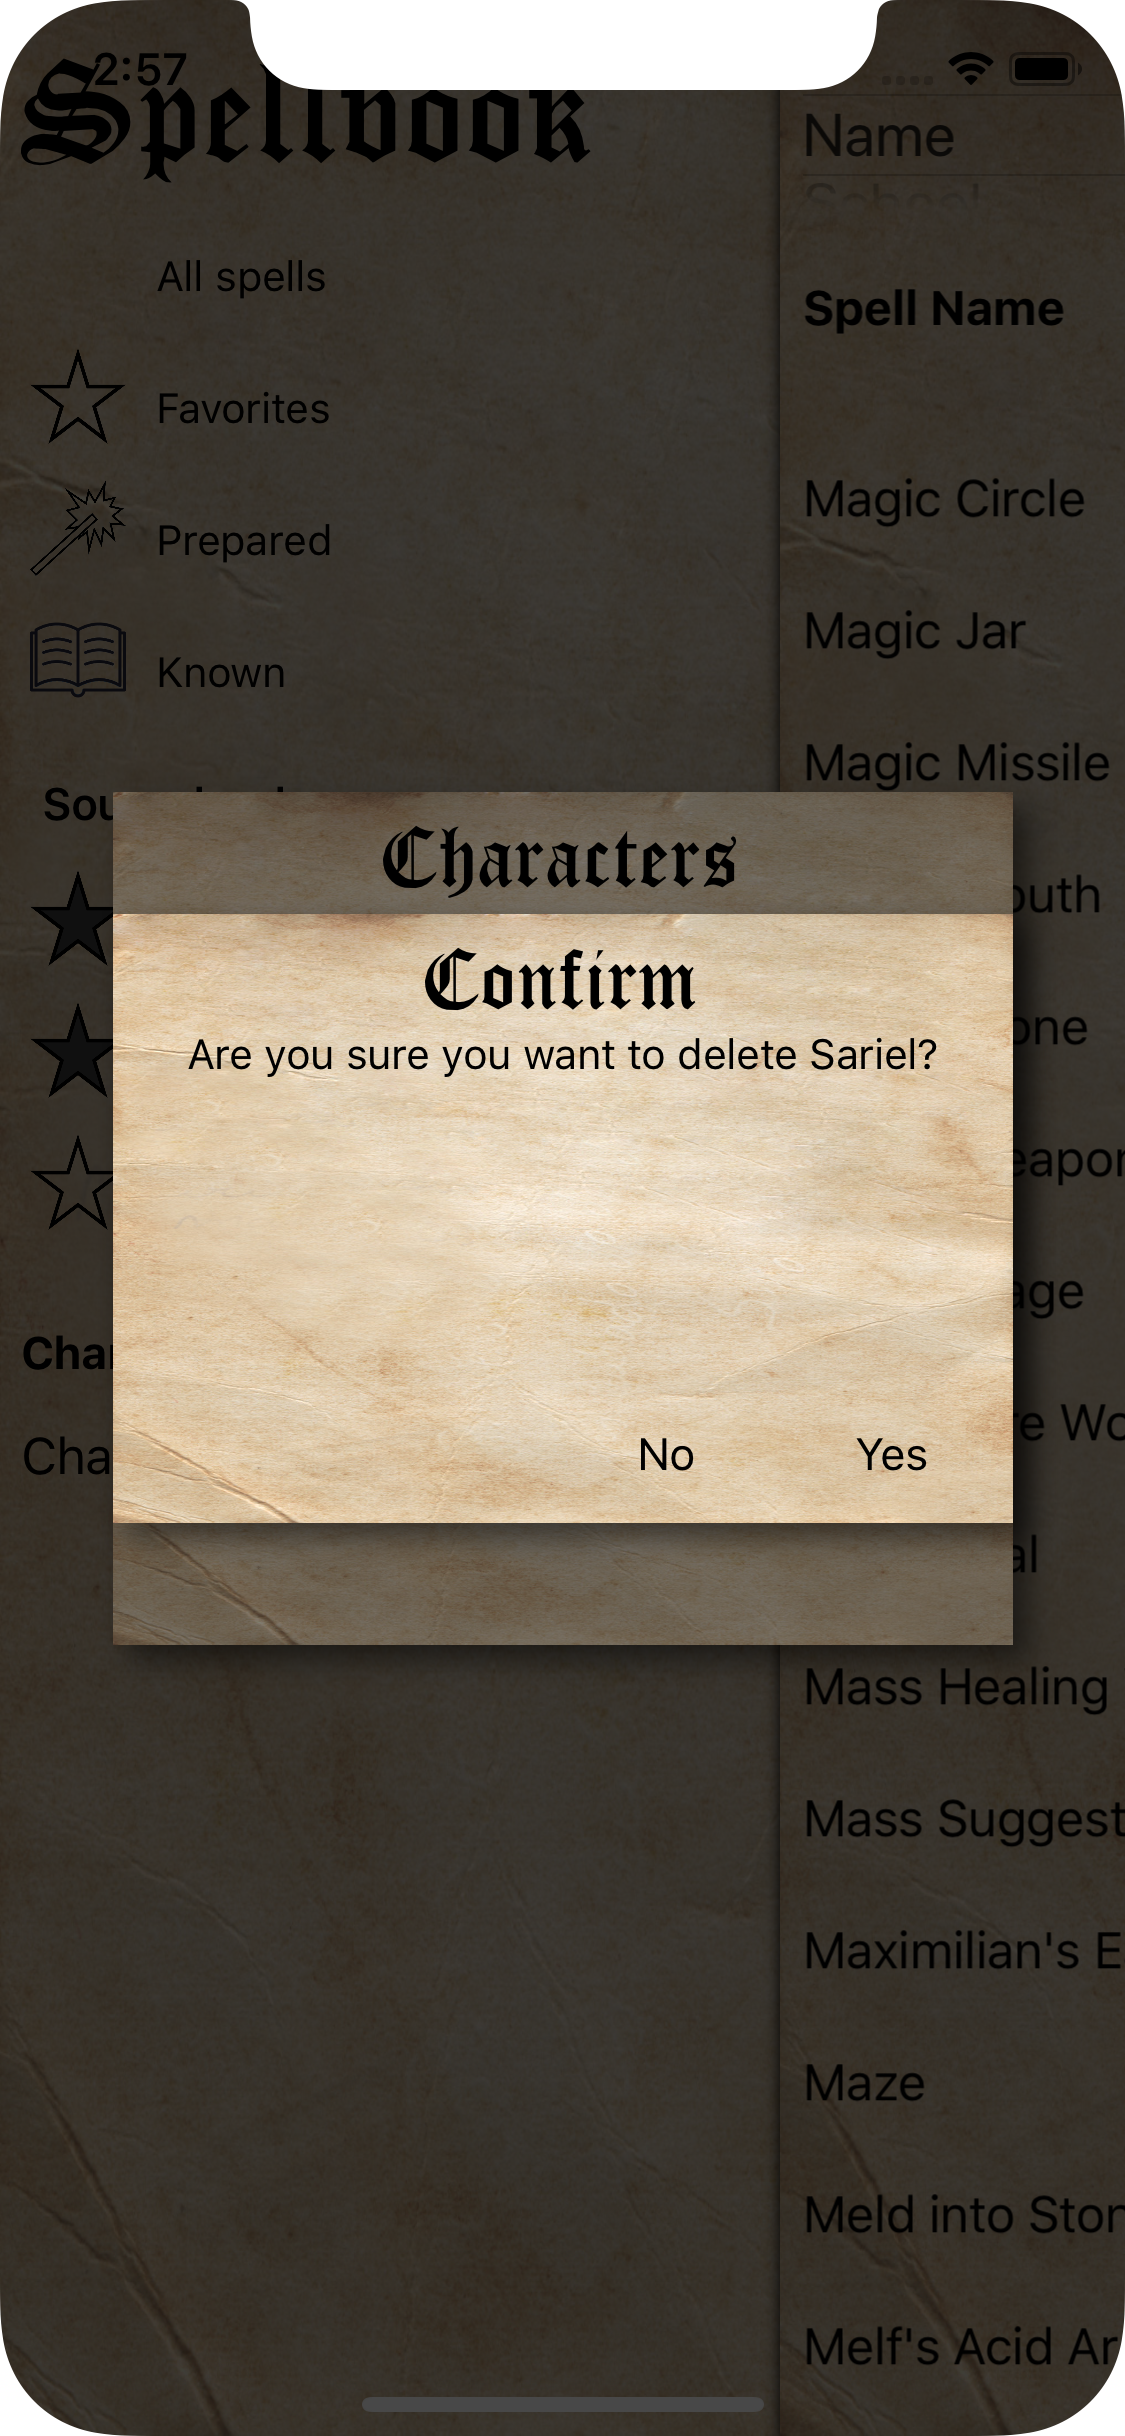 2:57
Spellbook
All spells
Favorites
Prepared
Known
Name
School
Spell Name
Magic Circle
Magic Jar
Magic Missile
Characters
Confirm
Are you sure you want to delete Sariel?
No
Yes
Mass Healing
Mass Suggest
Maximilian's E
Maze
Meld into Ston
Melf's Acid Ar